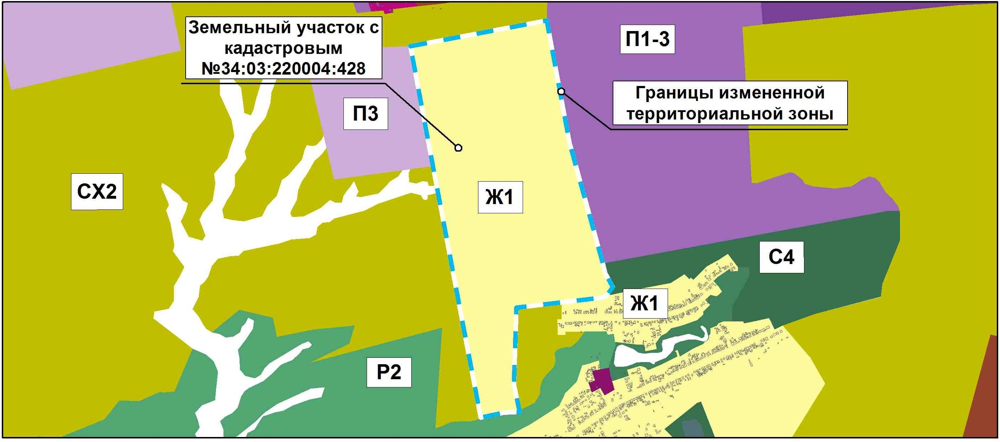 Земельный участок с
кадастровым
№34:03:220004:428
П1-3
Границы измененной
территориальной зоны
П3
СХ2
Ж1
С4
Ж1
Р2